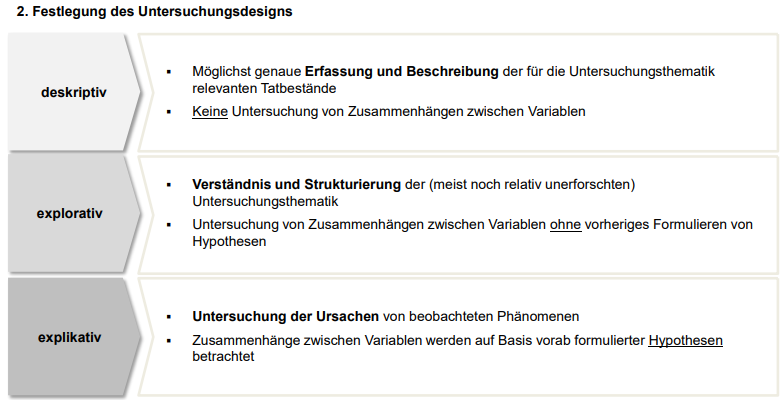 2. Festlegung des Untersuchungsdesigns
deskriptiv
▪ Möglichst genaue Erfassung und Beschreibung der für die Untersuchungsthematik
relevanten Tatbestände
▪ Keine Untersuchung von Zusammenhängen zwischen Variablen
explorativ
▪ Verständnis und Strukturierung der (meist noch relativ unerforschten)
Untersuchungsthematik
▪ Untersuchung von Zusammenhängen zwischen Variablen ohne vorheriges Formulieren von
Hypothesen
explikativ
▪ Untersuchung der Ursachen von beobachteten Phänomenen
▪ Zusammenhänge zwischen Variablen werden auf Basis vorab formulierter Hypothesen
betrachtet